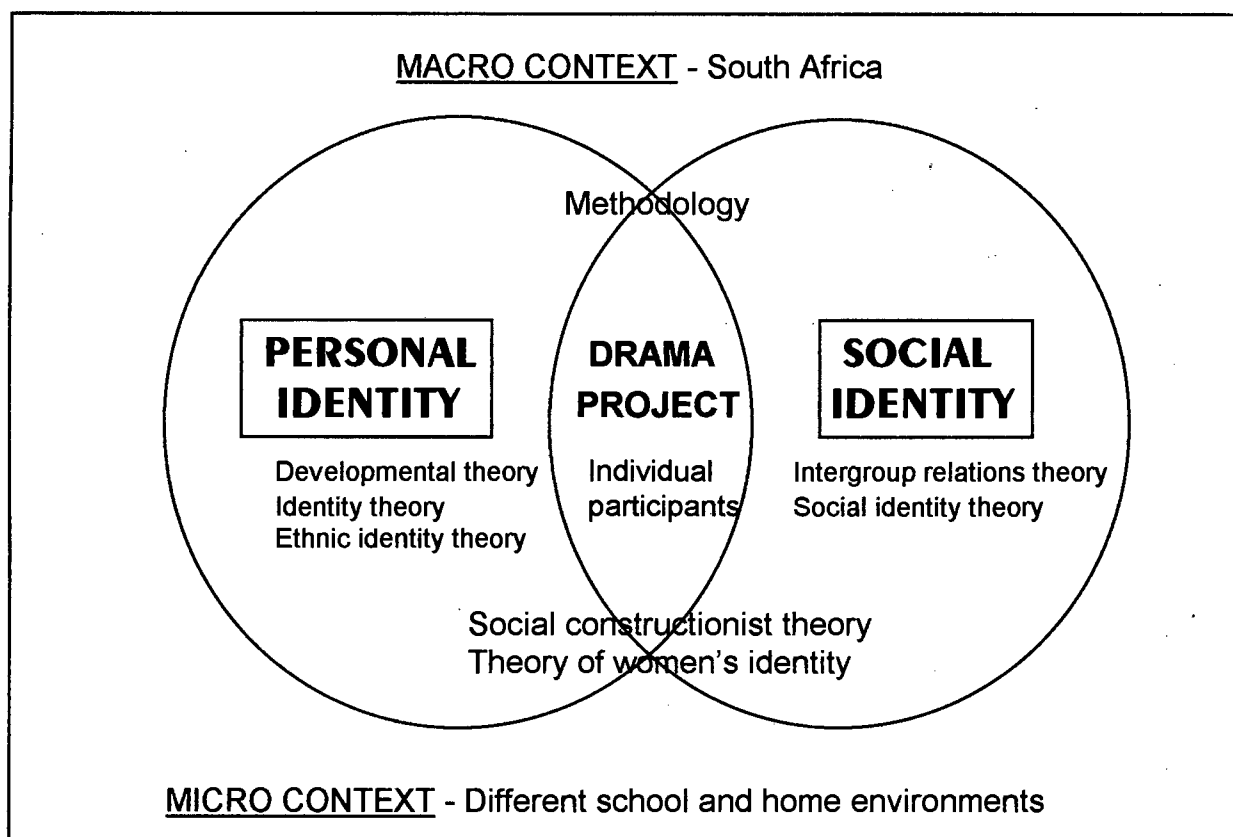 MACRO CONTEXT - South Africa
Methodology
PERSONAL
IDENTITY
Developmental theory
Identity theory
Ethnic identity theory
DRAMA
PROJECT
Individual
participants
SOCIAL
IDENTITY
Intergroup relations theory
Social identity theory
Social constructionist theory
Theory of women's identity
MICRO CONTEXT - Different school and home environments